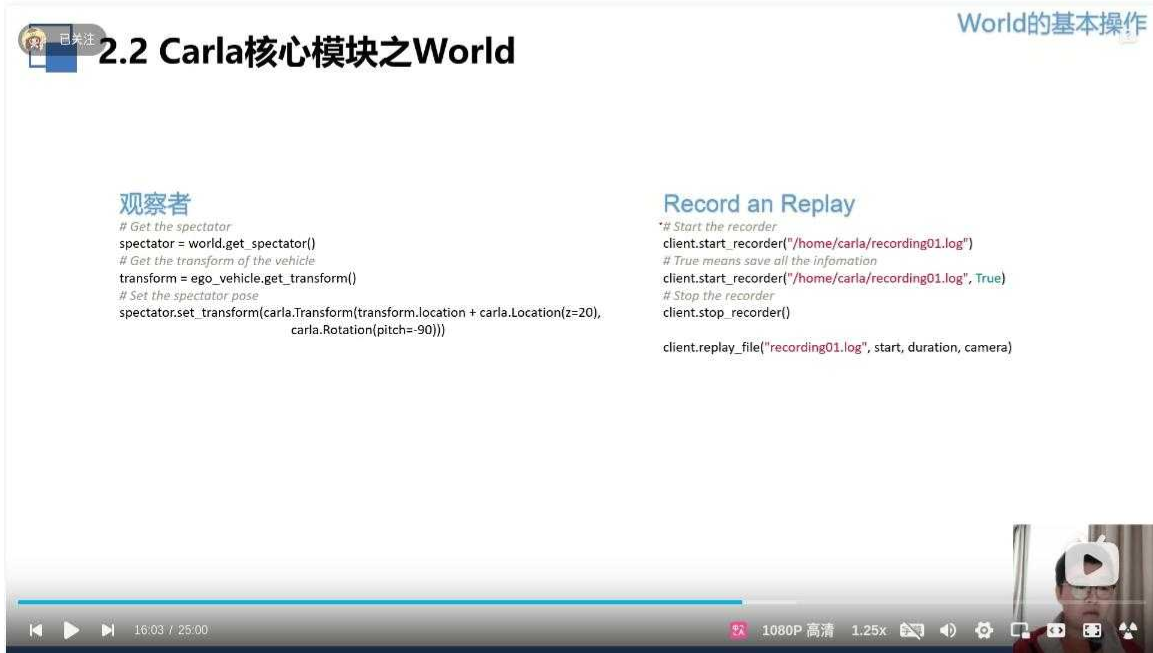 World的基本操作
已关注
2.2 Carla核心模块之World
观察者
# Get the spectator
spectator = world.get_spectator()
# Get the transform of the vehicle
transform = ego_vehicle.get_transform()
# Set the spectator pose
spectator.set_transform(carla.Transform(transform.location + carla.Location(z=20),
carla.Rotation(pitch=-90)))
Record an Replay
# Start the recorder
client.start_recorder("/home/carla/recording01.log")
# True means save all the infomation
client.start_recorder("/home/carla/recording01.log", True)
# Stop the recorder
client.stop_recorder()
client.replay_file("recording01.log", start, duration, camera)
16:03 / 25:00
1080P 高清
1.25x